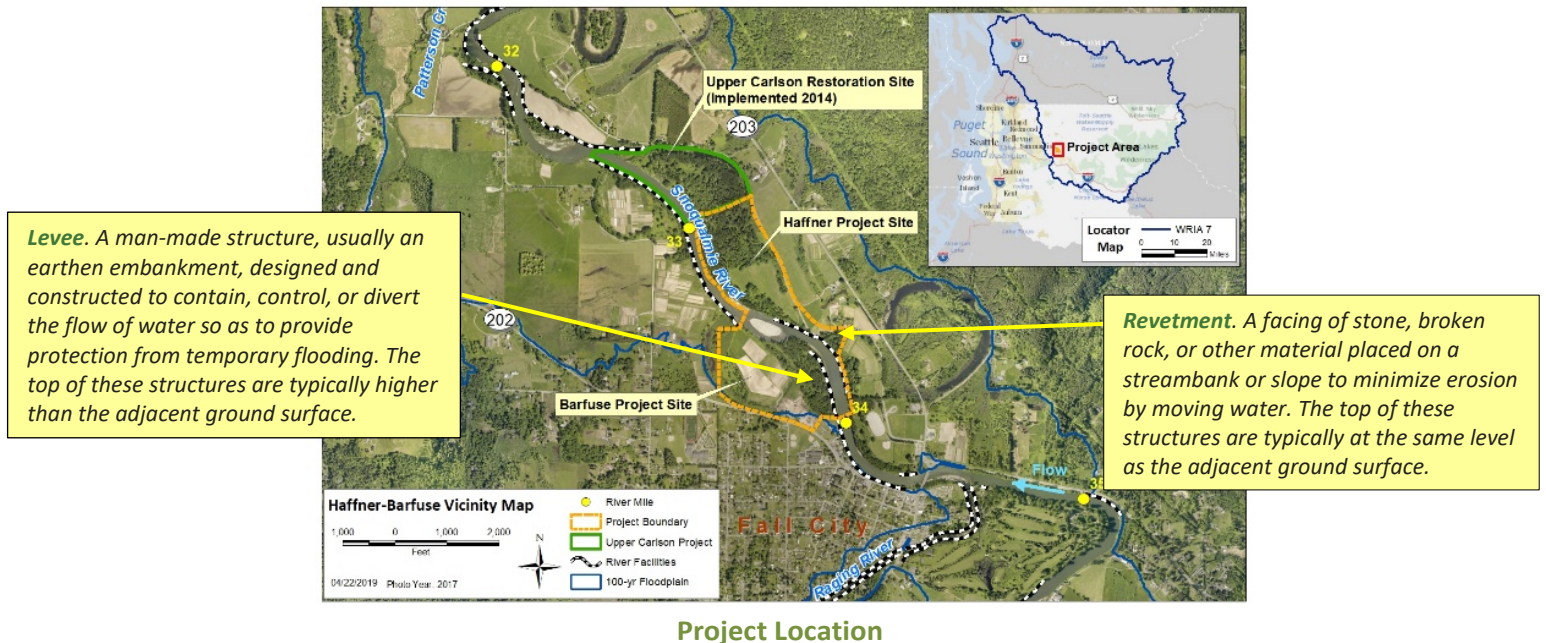 Patterson Cr
32
Upper Carlson Restoration Site
(Implemented 2014)
203
Snoqualmie River
33
Haffner Project Site
202
Barfuse Project Site
34
Flow
35
Fall City
Raging River
Levee. A man-made structure, usually an
earthen embankment, designed and
constructed to contain, control, or divert
the flow of water so as to provide
protection from temporary flooding. The
top of these structures are typically higher
than the adjacent ground surface.
Revetment. A facing of stone, broken
rock, or other material placed on a
streambank or slope to minimize erosion
by moving water. The top of these
structures are typically at the same level
as the adjacent ground surface.
Puget
Sound
Shoreline
Kirkland
Redmond
Seattle
Bellevue
Project Area
Renton
Kent
Vashon
Island
Federal
Way
Auburn
Locator
Map
WRIA 7
0 10 20
Miles
Haffner-Barfuse Vicinity Map
1,000 0 1,000 2,000
Feet
N
04/22/2019 Photo Year: 2017
River Mile
Project Boundary
Upper Carlson Project
River Facilities
100-yr Floodplain
Project Location